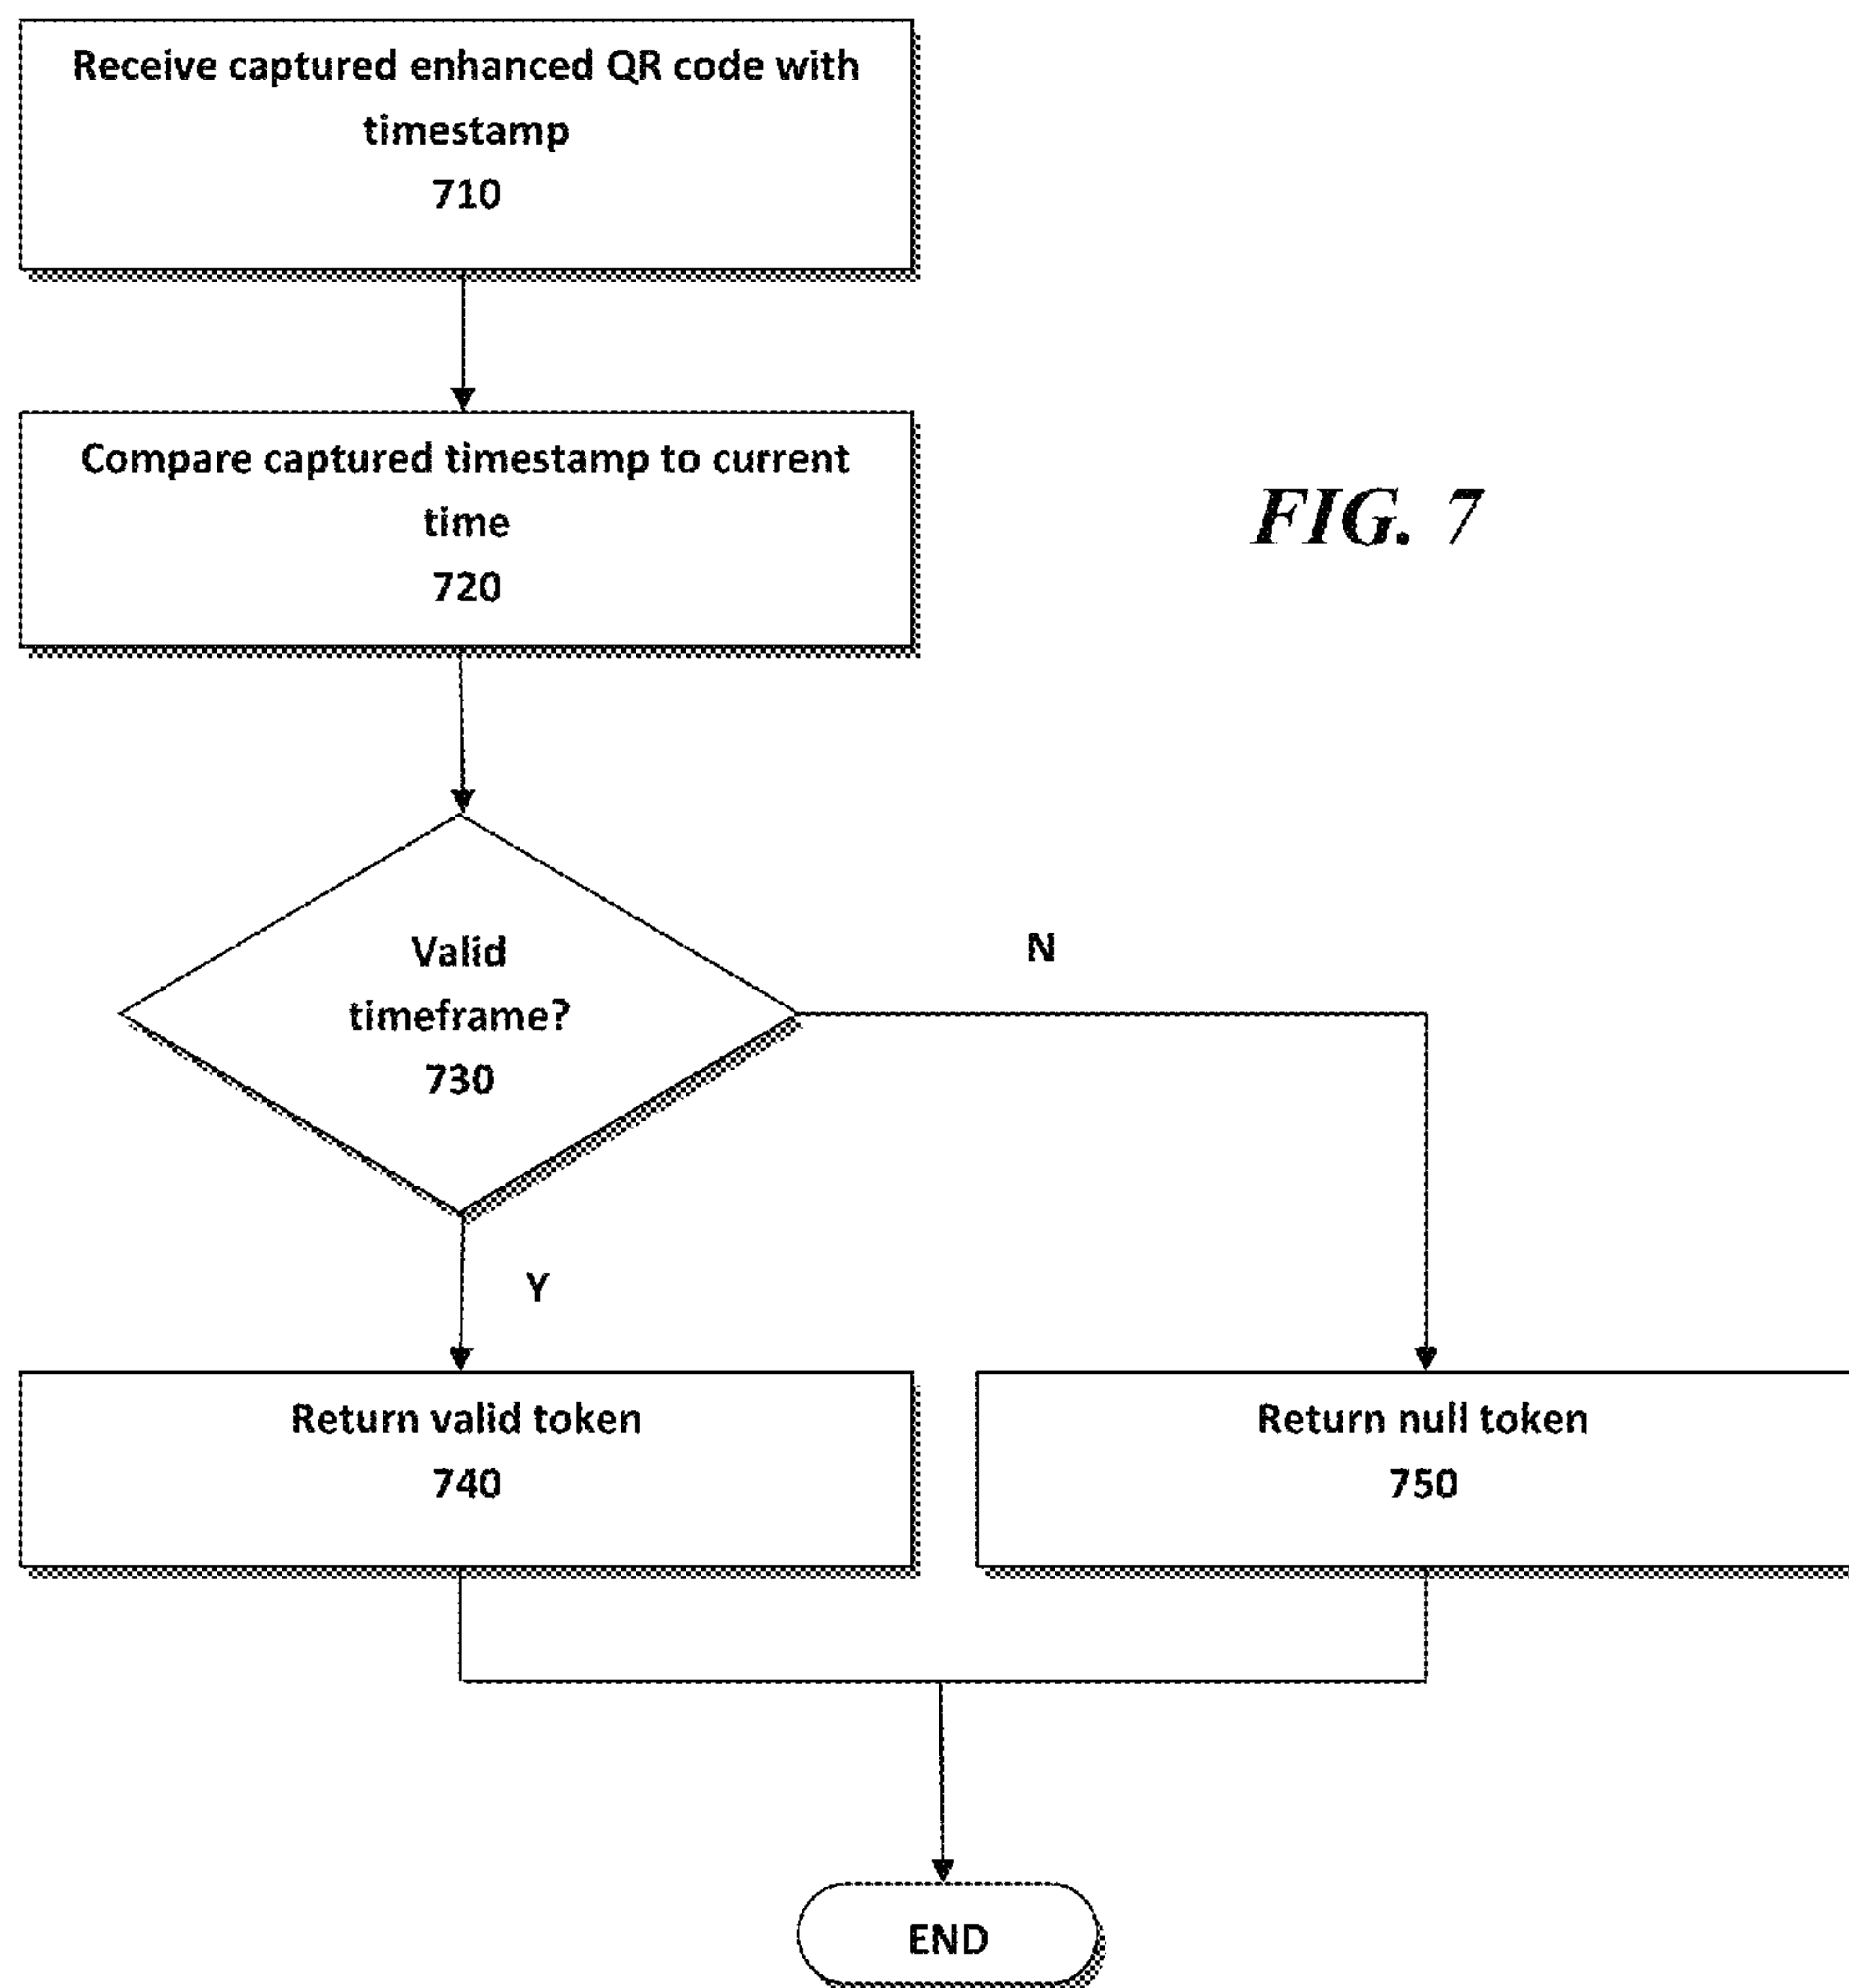 Receive captured enhanced QR code with
timestamp
710
Compare captured timestamp to current
time
720
FIG. 7
Valid
timeframe?
730
N
Y
Return valid token
740
Return null token
750
END